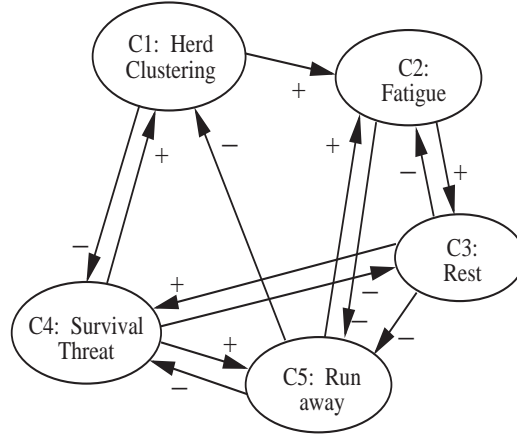 C1: Herd
Clustering
C2:
Fatigue
+
+
−
+
−
+
−
+
C3:
Rest
+
−
−
−
C4: Survival
Threat
+
−
C5: Run
away